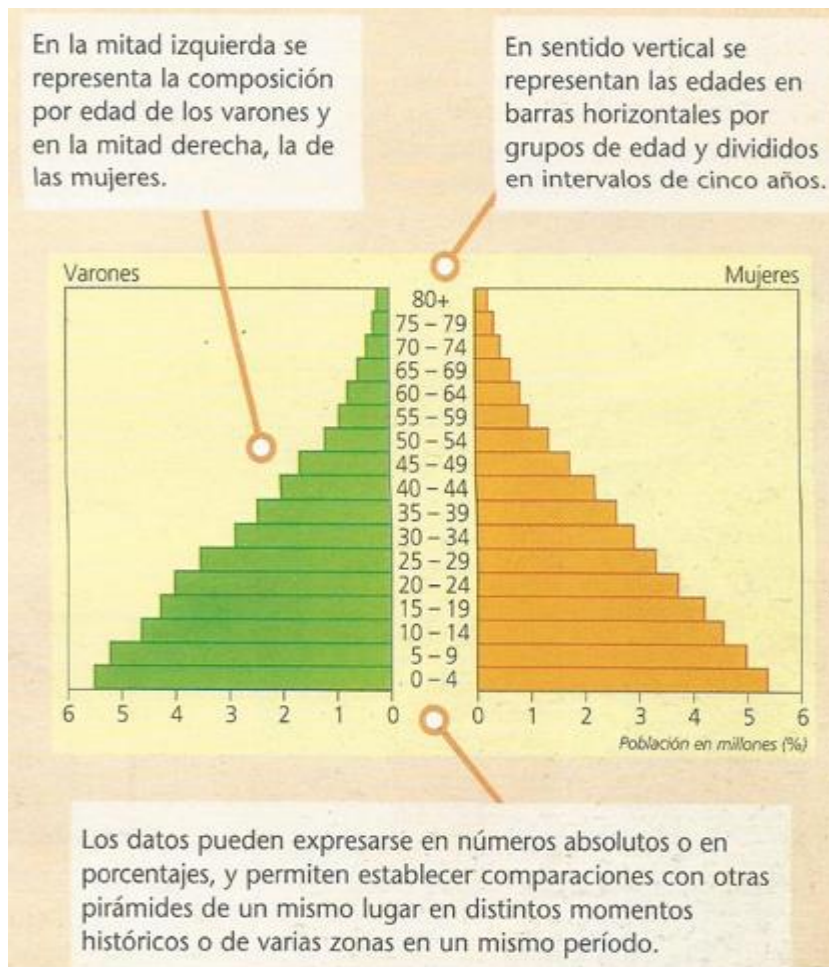 En la mitad izquierda se
representa la composición
por edad de los varones y
en la mitad derecha, la de
las mujeres.
En sentido vertical se
representan las edades en
barras horizontales por
grupos de edad y divididos
en intervalos de cinco años.
Varones
Mujeres
80+
75 – 79
70 – 74
65 – 69
60 – 64
55 – 59
50 – 54
45 – 49
40 – 44
35 – 39
30 – 34
25 – 29
20 – 24
15 – 19
10 – 14
5 – 9
0 – 4
6 5 4 3 2 1 0
0 1 2 3 4 5 6
Población en millones (%)
Los datos pueden expresarse en números absolutos o en
porcentajes, y permiten establecer comparaciones con otras
pirámides de un mismo lugar en distintos momentos
históricos o de varias zonas en un mismo período.